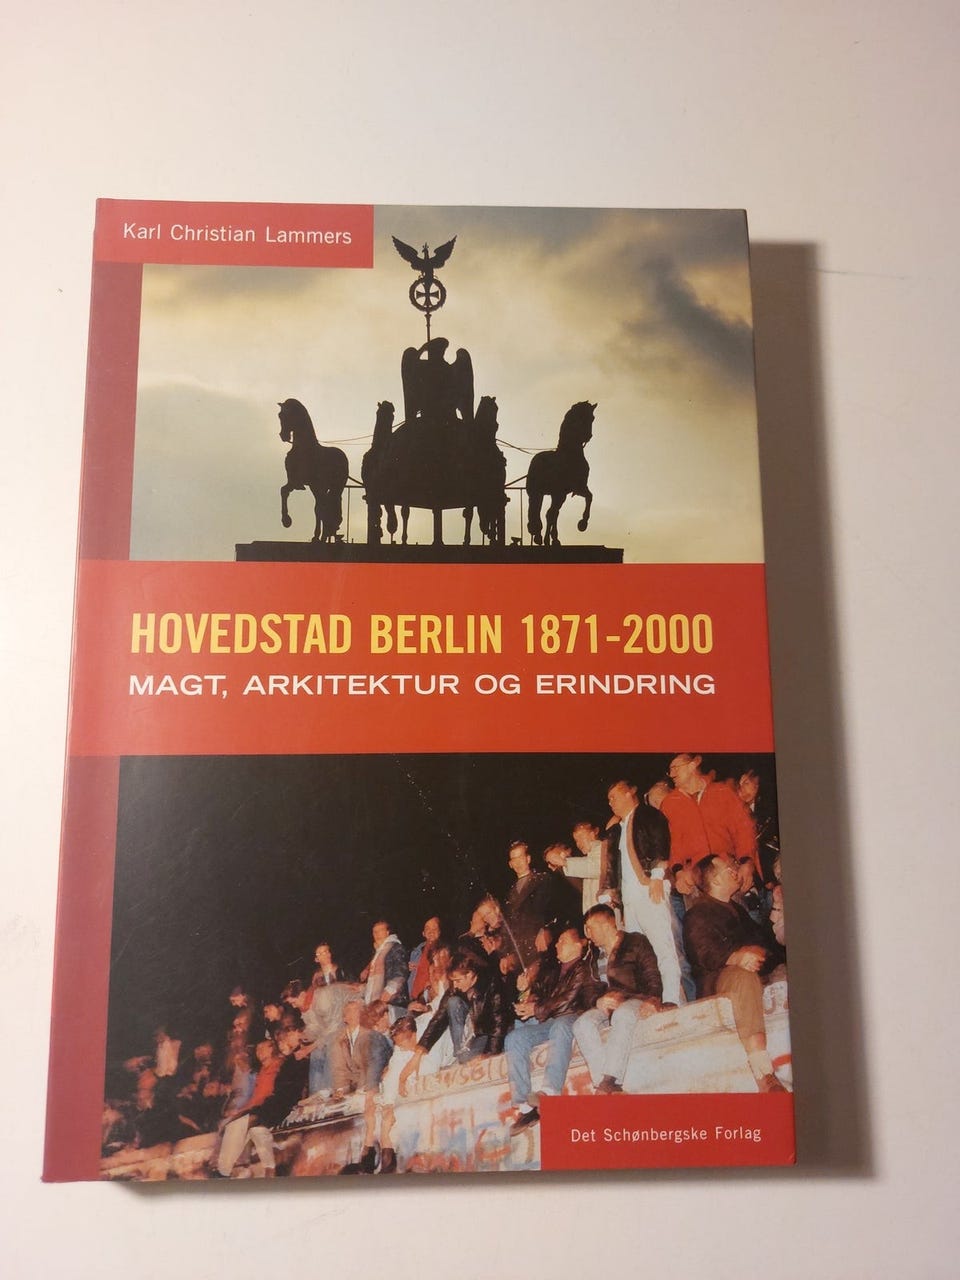 Karl Christian Lammers
HOVEDSTAD BERLIN 1871-2000
MAGT, ARKITEKTUR OG ERINDRING
Det Schønbergske Forlag